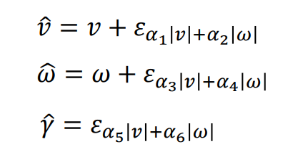 v̂ = v + ε_{α₁|v|+α₂|ω|}
ω̂ = ω + ε_{α₃|v|+α₄|ω|}
γ̂ = ε_{α₅|v|+α₆|ω|}